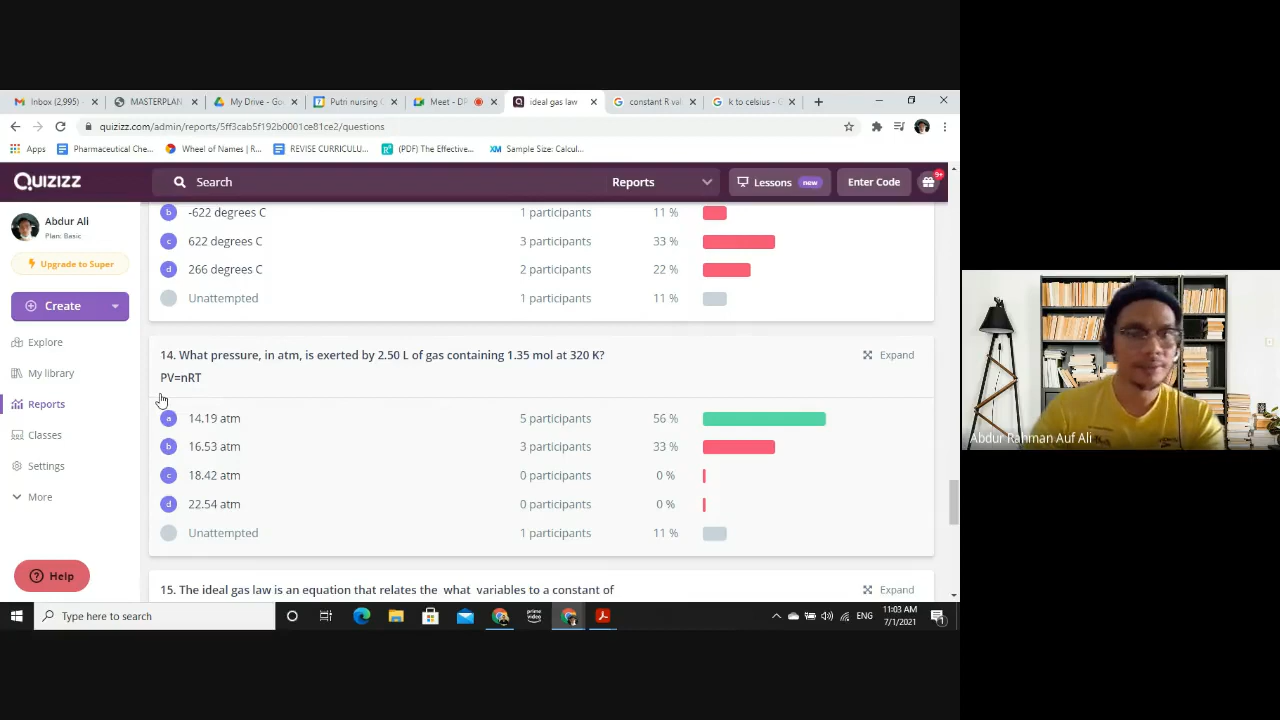 Inbox (2,995)
MASTERPLAN
My Drive - Go
Putri nursing
Meet - DP
ideal gas law
constant R val
k to celsius - G
quizizz.com/admin/reports/5ff3cab5f192b0001ce81ce2/questions
Apps
Pharmaceutical Che...
Wheel of Names | R...
REVISE CURRICULU...
(PDF) The Effective...
XM Sample Size: Calcul...
QUIZIZZ
Search
Reports
Lessons new
Enter Code
9+
Abdur Ali
Plan: Basic
Upgrade to Super
Create
Explore
My library
Reports
Classes
Settings
More
Help
b -622 degrees C 1 participants 11 %
c 622 degrees C 3 participants 33 %
d 266 degrees C 2 participants 22 %
Unattempted 1 participants 11 %
14. What pressure, in atm, is exerted by 2.50 L of gas containing 1.35 mol at 320 K? Expand
PV=nRT
a 14.19 atm 5 participants 56 %
b 16.53 atm 3 participants 33 %
c 18.42 atm 0 participants 0 %
d 22.54 atm 0 participants 0 %
Unattempted 1 participants 11 %
15. The ideal gas law is an equation that relates the what variables to a constant of Expand
Type here to search
prime video
ENG
11:03 AM
7/1/2021
1
Abdur Rahman Auf Ali